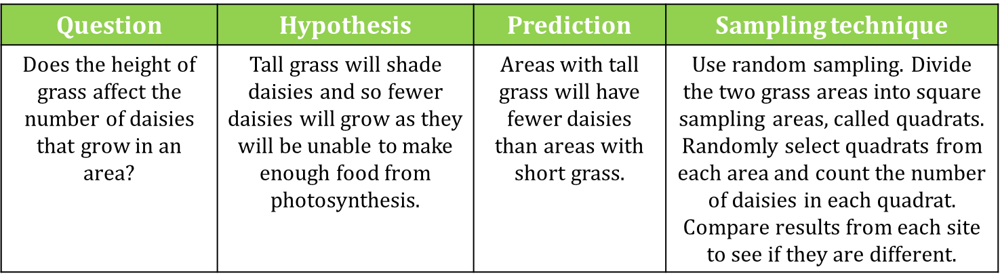 Question
Hypothesis
Prediction
Sampling technique
Does the height of
grass affect the
number of daisies
that grow in an
area?
Tall grass will shade
daisies and so fewer
daisies will grow as they
will be unable to make
enough food from
photosynthesis.
Areas with tall
grass will have
fewer daisies
than areas with
short grass.
Use random sampling. Divide
the two grass areas into square
sampling areas, called quadrats.
Randomly select quadrats from
each area and count the number
of daisies in each quadrat.
Compare results from each site
to see if they are different.